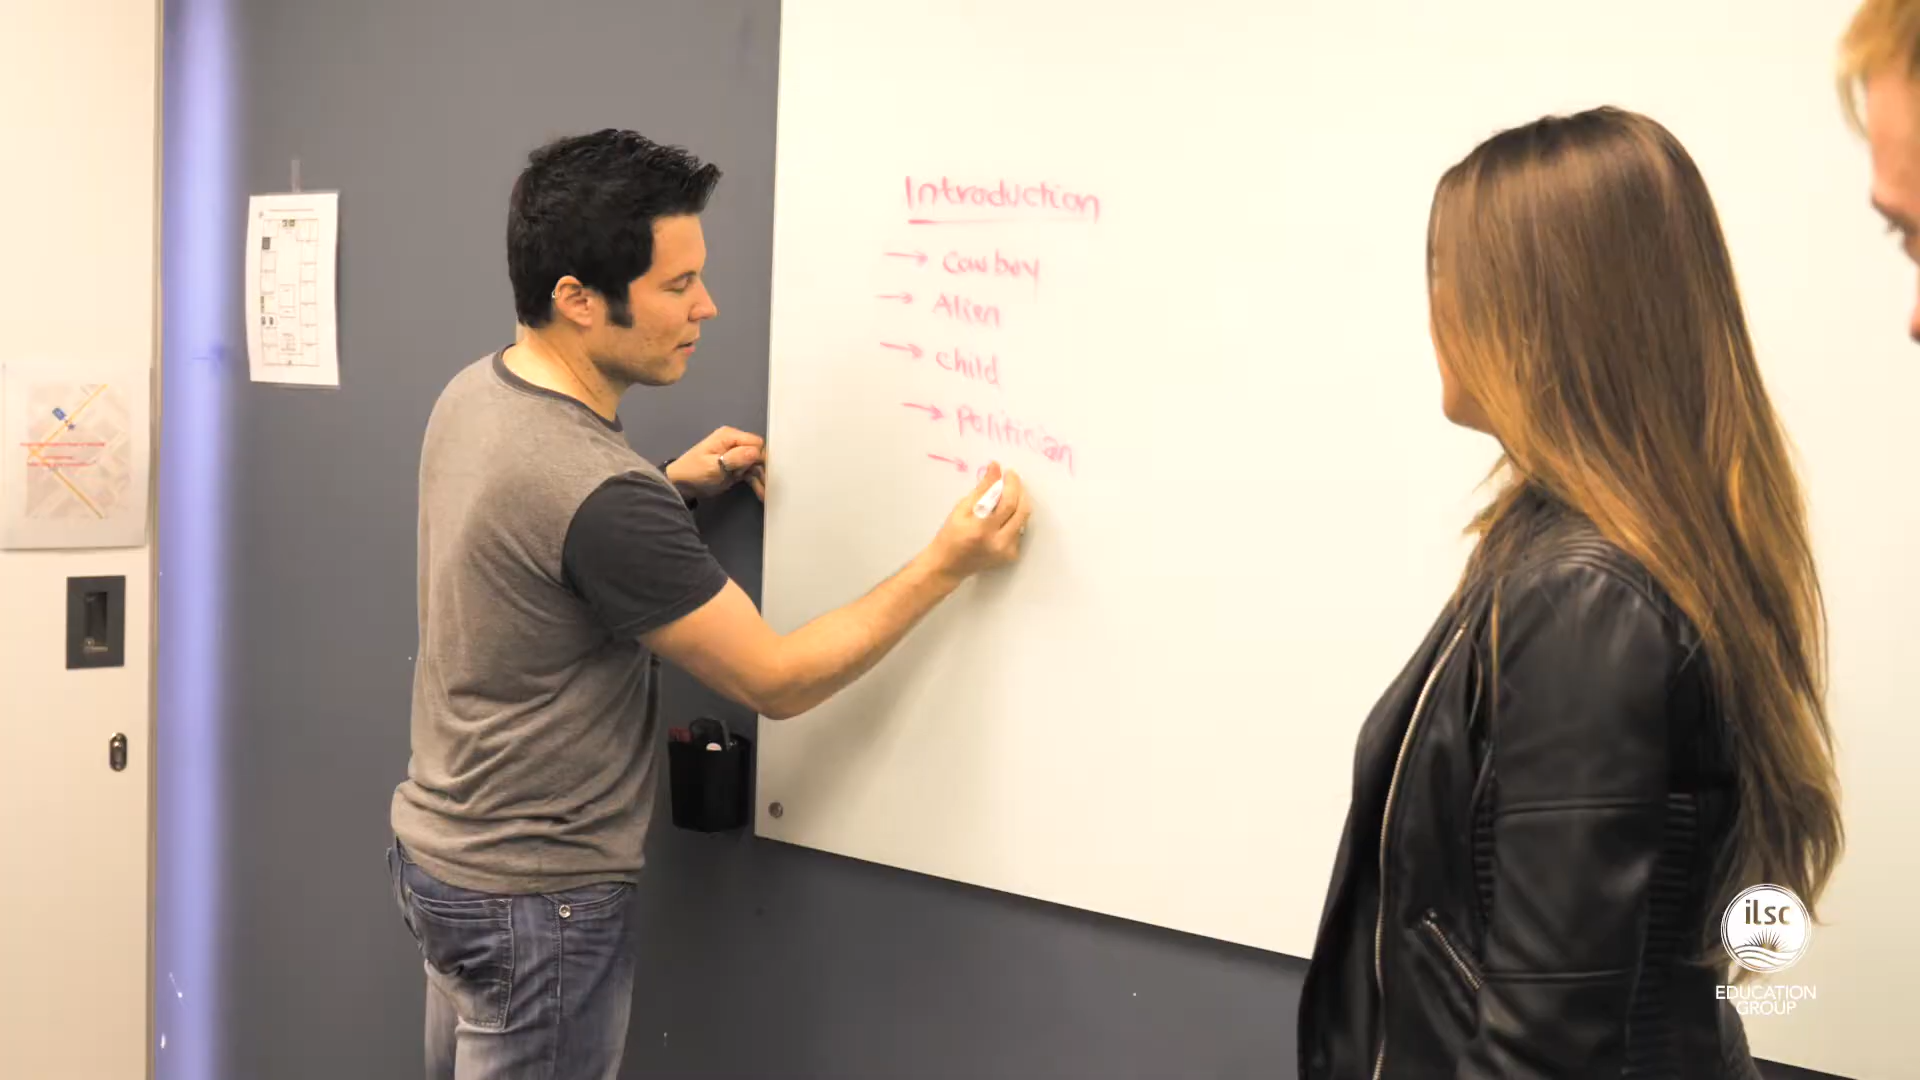 Introduction
→ Cowboy
→ Alien
→ child
→ Politician
→
ilsc
EDUCATION
GROUP